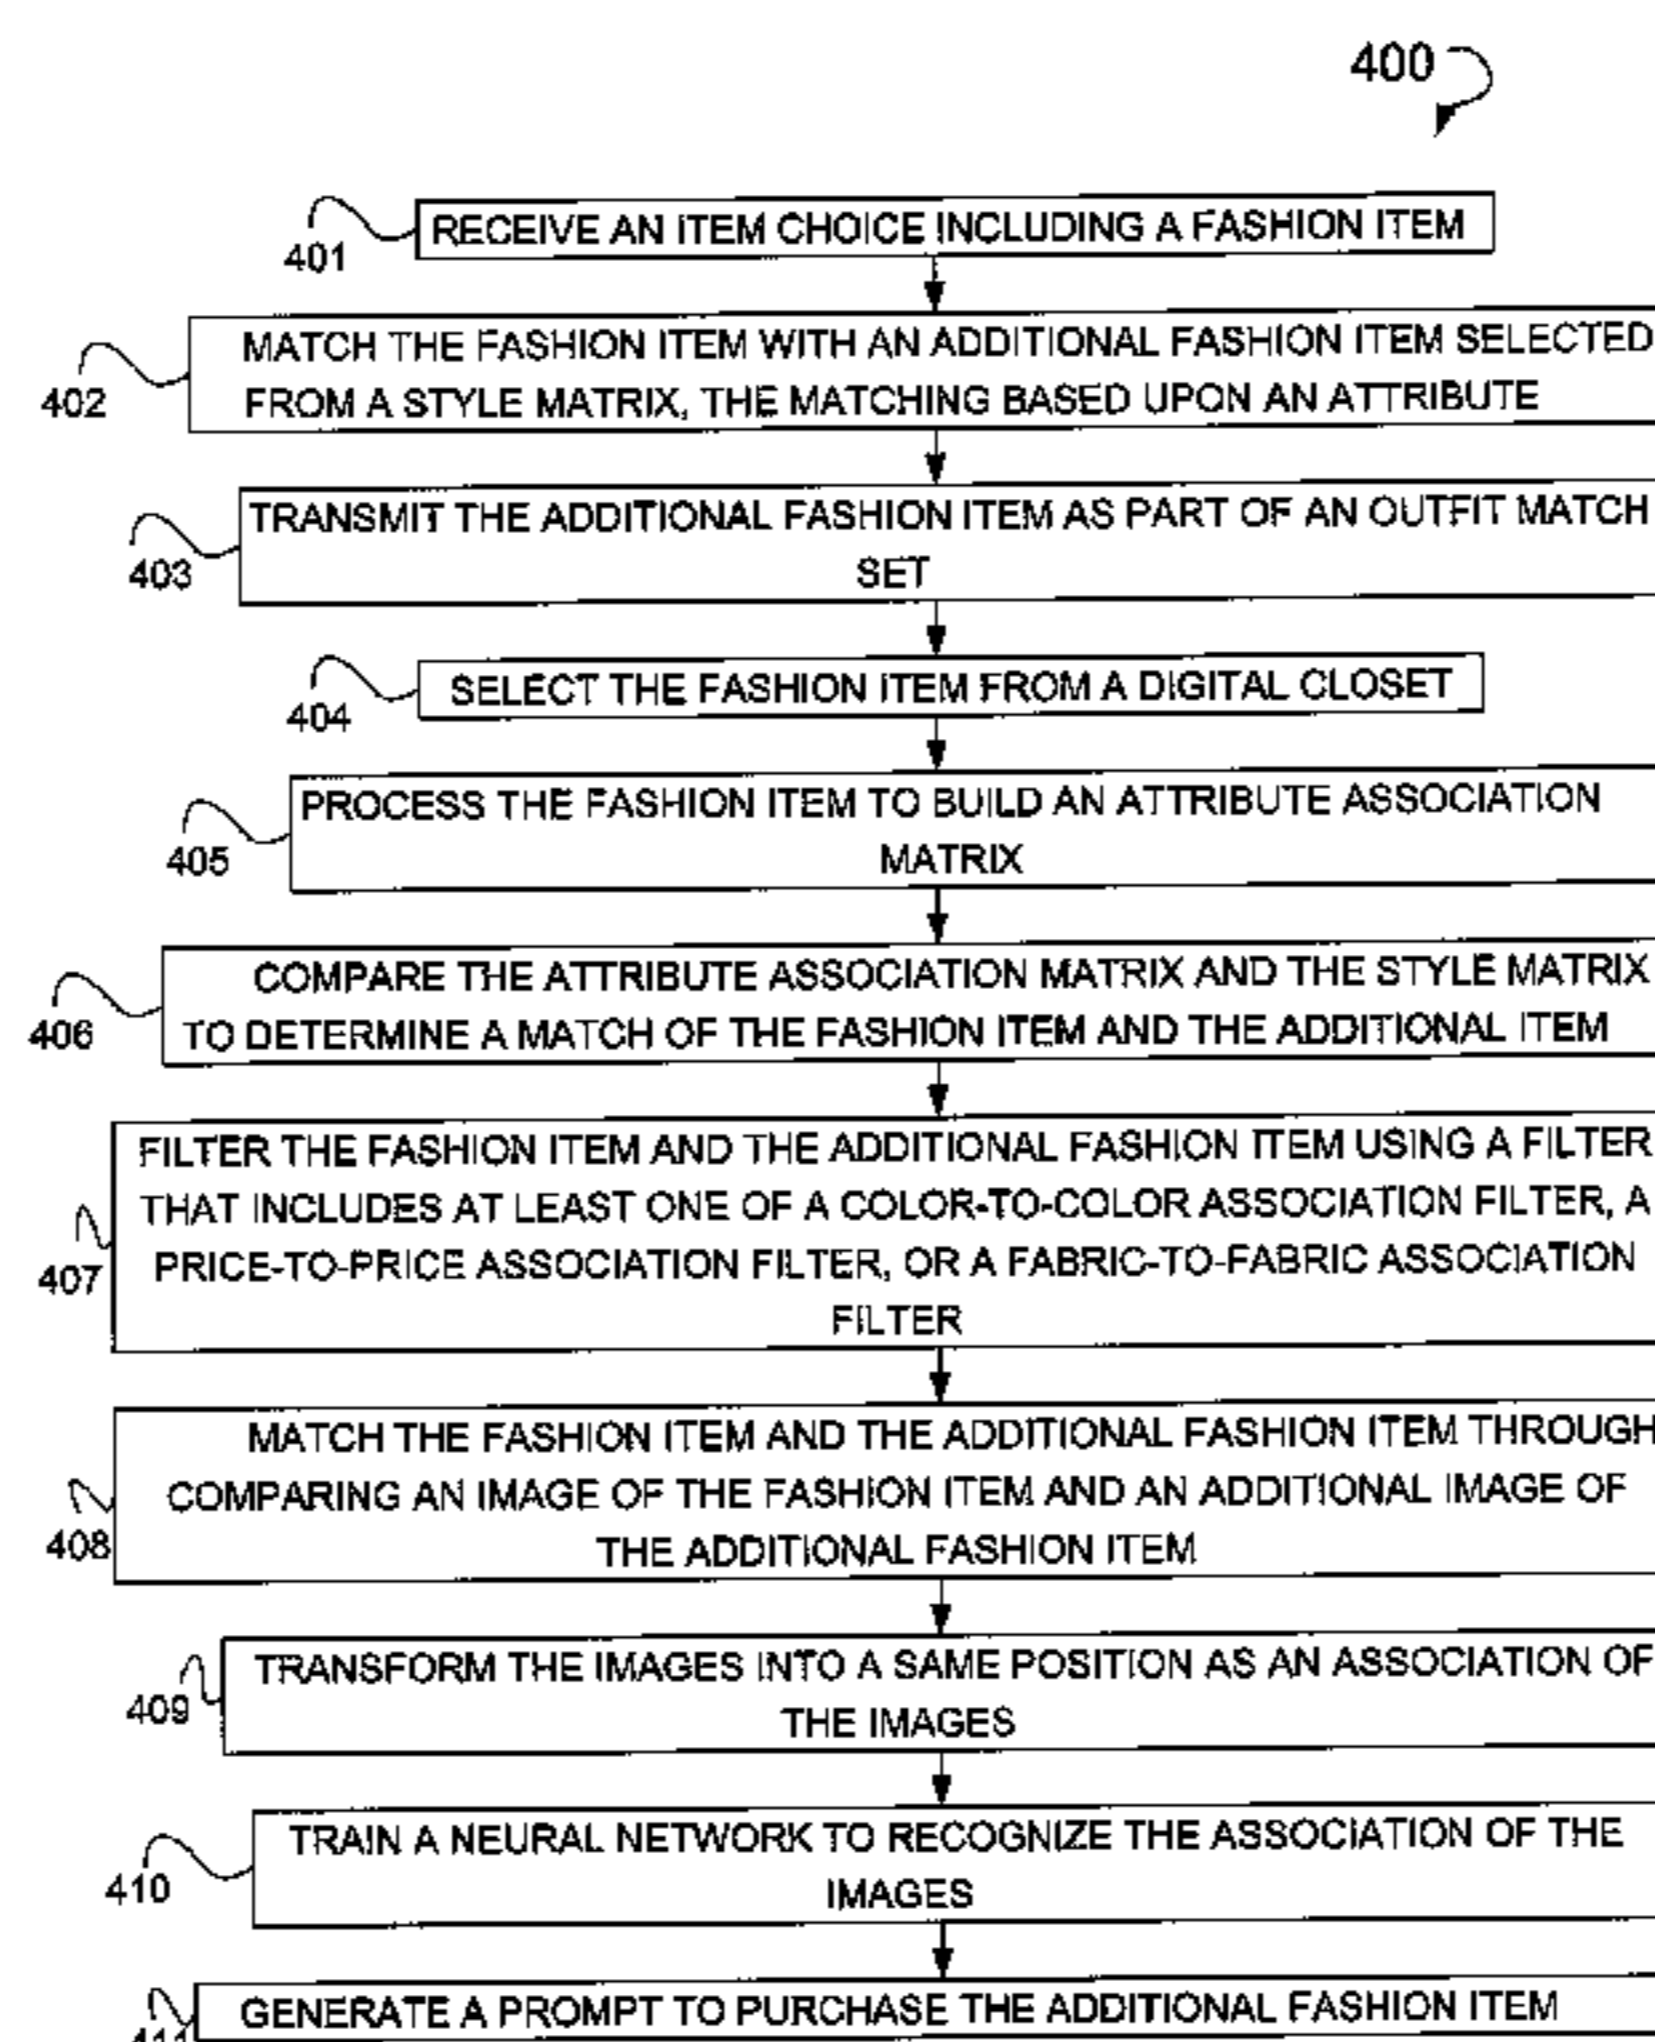 400
401
RECEIVE AN ITEM CHOICE INCLUDING A FASHION ITEM
402
MATCH THE FASHION ITEM WITH AN ADDITIONAL FASHION ITEM SELECTED
FROM A STYLE MATRIX, THE MATCHING BASED UPON AN ATTRIBUTE
403
TRANSMIT THE ADDITIONAL FASHION ITEM AS PART OF AN OUTFIT MATCH
SET
404
SELECT THE FASHION ITEM FROM A DIGITAL CLOSET
405
PROCESS THE FASHION ITEM TO BUILD AN ATTRIBUTE ASSOCIATION
MATRIX
406
COMPARE THE ATTRIBUTE ASSOCIATION MATRIX AND THE STYLE MATRIX
TO DETERMINE A MATCH OF THE FASHION ITEM AND THE ADDITIONAL ITEM
407
FILTER THE FASHION ITEM AND THE ADDITIONAL FASHION ITEM USING A FILTER
THAT INCLUDES AT LEAST ONE OF A COLOR-TO-COLOR ASSOCIATION FILTER, A
PRICE-TO-PRICE ASSOCIATION FILTER, OR A FABRIC-TO-FABRIC ASSOCIATION
FILTER
408
MATCH THE FASHION ITEM AND THE ADDITIONAL FASHION ITEM THROUGH
COMPARING AN IMAGE OF THE FASHION ITEM AND AN ADDITIONAL IMAGE OF
THE ADDITIONAL FASHION ITEM
409
TRANSFORM THE IMAGES INTO A SAME POSITION AS AN ASSOCIATION OF
THE IMAGES
410
TRAIN A NEURAL NETWORK TO RECOGNIZE THE ASSOCIATION OF THE
IMAGES
411
GENERATE A PROMPT TO PURCHASE THE ADDITIONAL FASHION ITEM